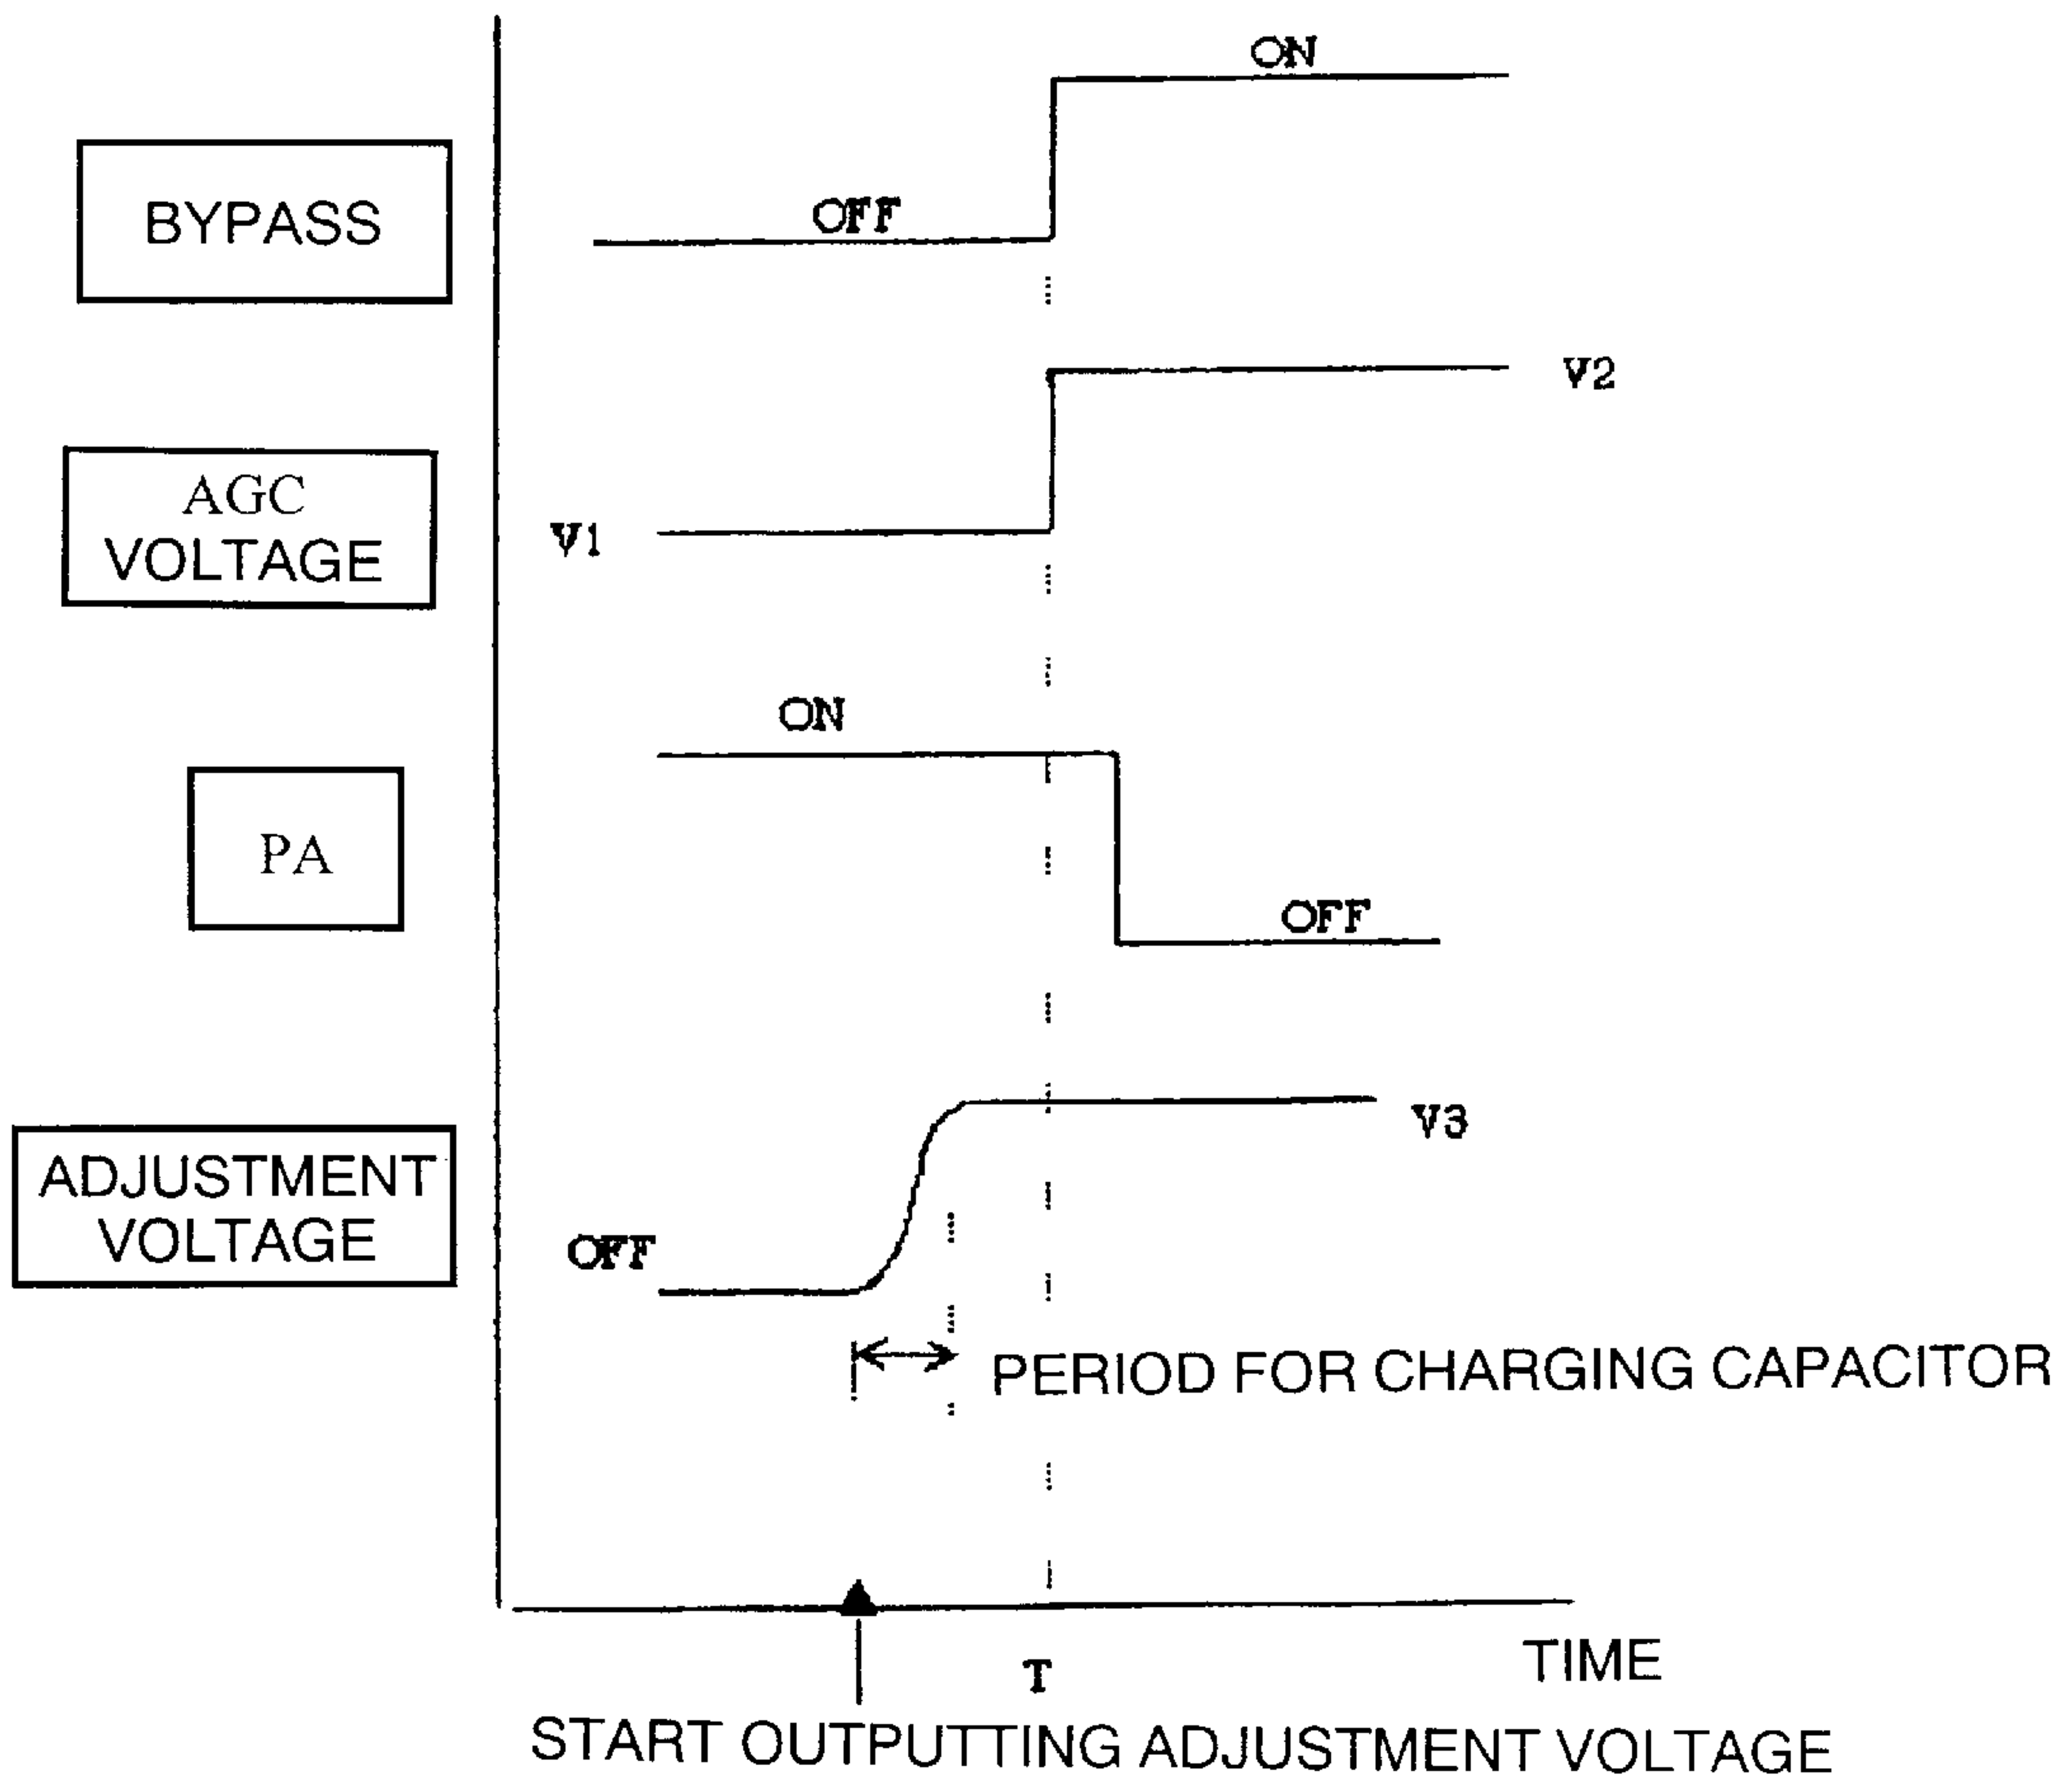 ON
BYPASS
OFF
V2
AGC
VOLTAGE
V1
ON
PA
OFF
V3
ADJUSTMENT
VOLTAGE
OFF
PERIOD FOR CHARGING CAPACITOR
T
TIME
START OUTPUTTING ADJUSTMENT VOLTAGE